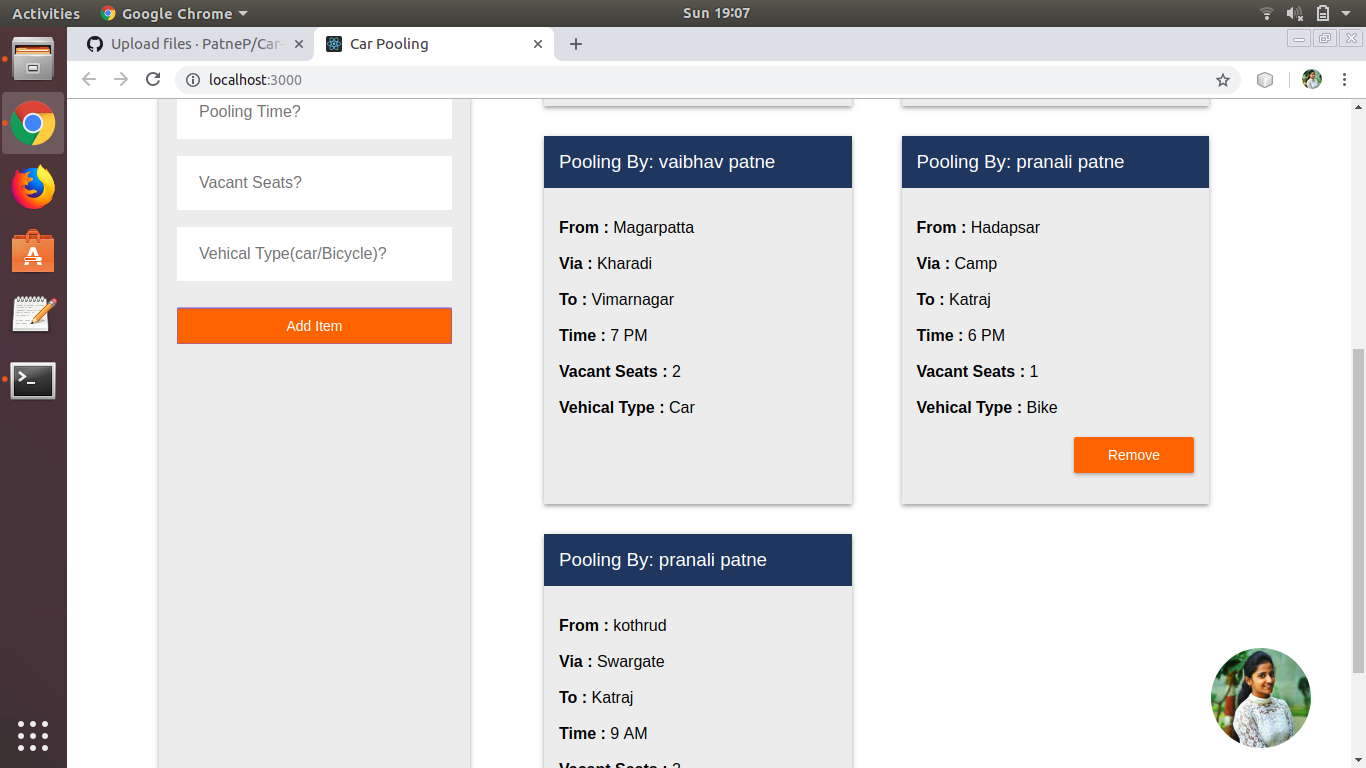 Activities
Google Chrome
Sun 19:07
Upload files · PatneP/Car-
Car Pooling
localhost:3000
Pooling Time?
Vacant Seats?
Vehical Type(car/Bicycle)?
Add Item
Pooling By: vaibhav patne
From : Magarpatta
Via : Kharadi
To : Vimarnagar
Time : 7 PM
Vacant Seats : 2
Vehical Type : Car
Pooling By: pranali patne
From : Hadapsar
Via : Camp
To : Katraj
Time : 6 PM
Vacant Seats : 1
Vehical Type : Bike
Remove
Pooling By: pranali patne
From : kothrud
Via : Swargate
To : Katraj
Time : 9 AM
Vacant Seats :